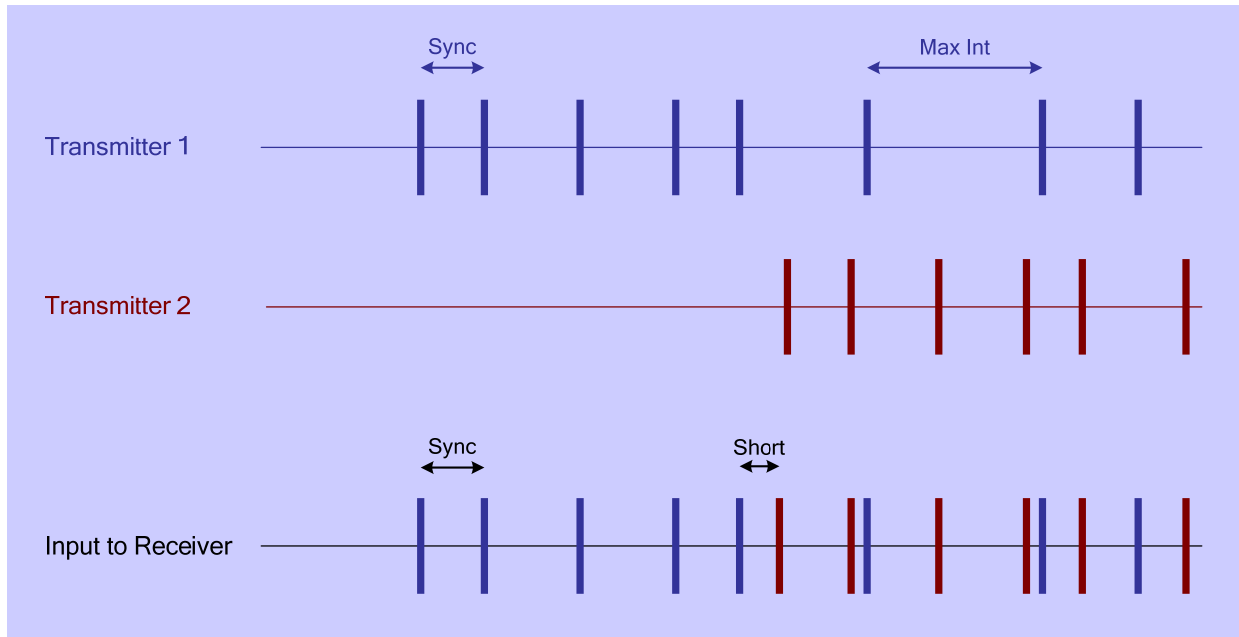 Sync
Max Int
Transmitter 1
Transmitter 2
Sync
Short
Input to Receiver